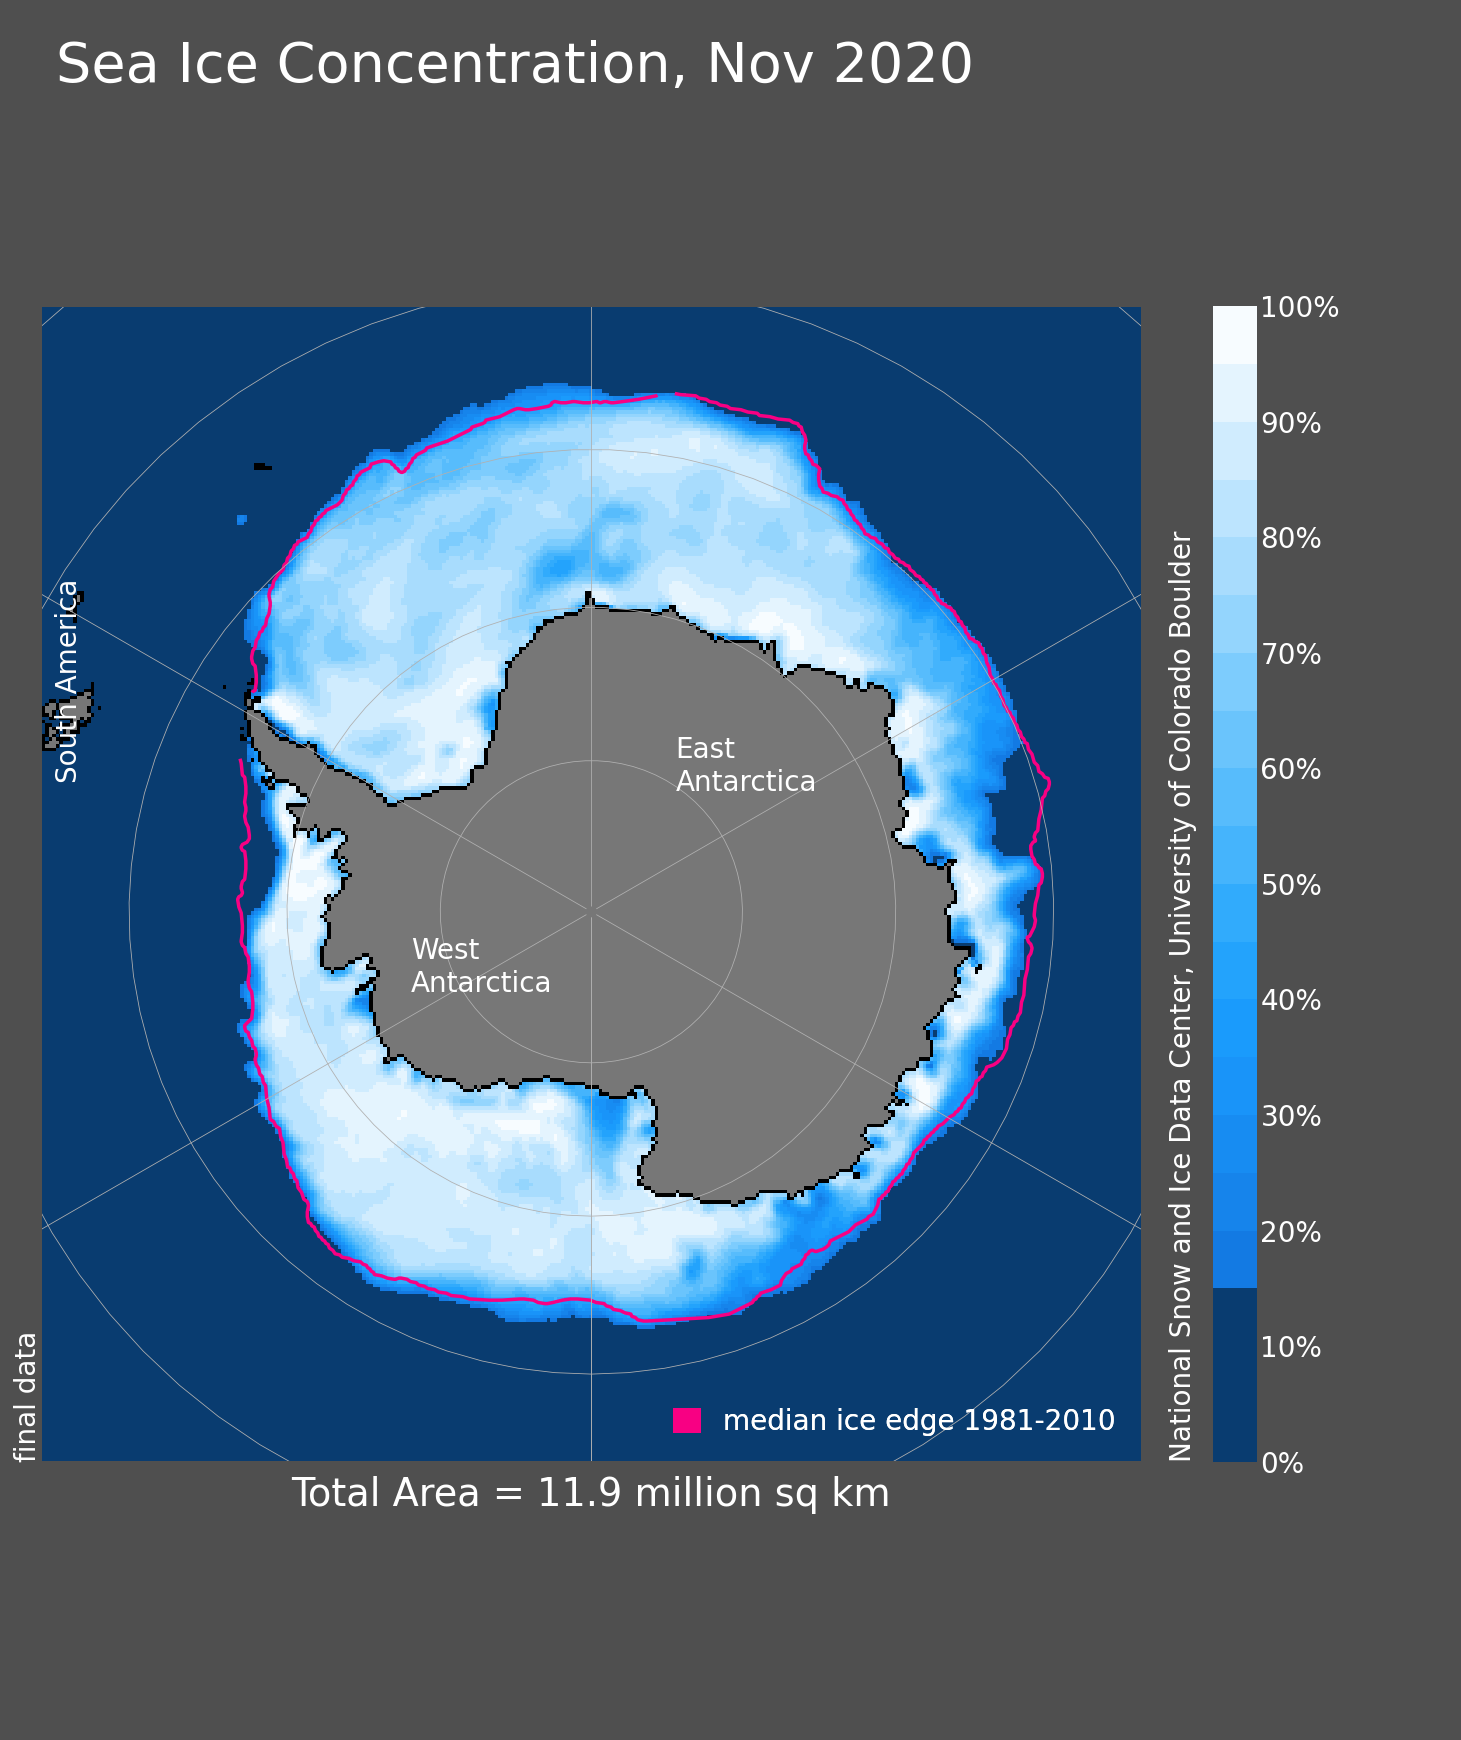 Sea Ice Concentration, Nov 2020
South America
East
Antarctica
West
Antarctica
median ice edge 1981-2010
final data
Total Area = 11.9 million sq km
National Snow and Ice Data Center, University of Colorado Boulder
100%
90%
80%
70%
60%
50%
40%
30%
20%
10%
0%